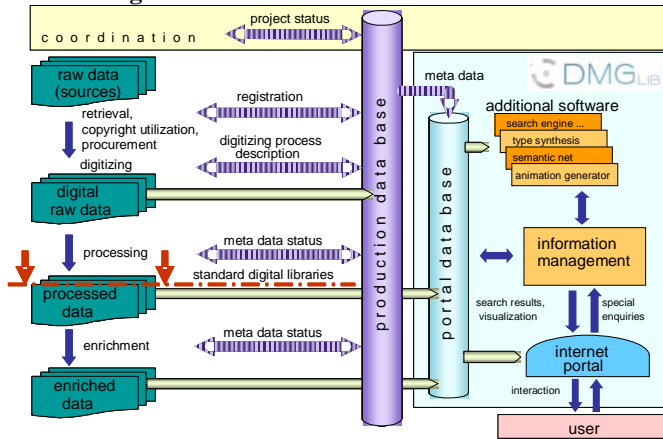 project status
coordination
raw data
(sources)
retrieval,
copyright utilization,
procurement
registration
digitizing
digitizing process
description
digital
raw data
processing
meta data status
standard digital libraries
processed
data
enrichment
meta data status
enriched
data
production data base
meta data
portal data base
DMGLIB
additional software
search engine ...
type synthesis
semantic net
animation generator
information
management
search results,
visualization
special
enquiries
internet
portal
interaction
user